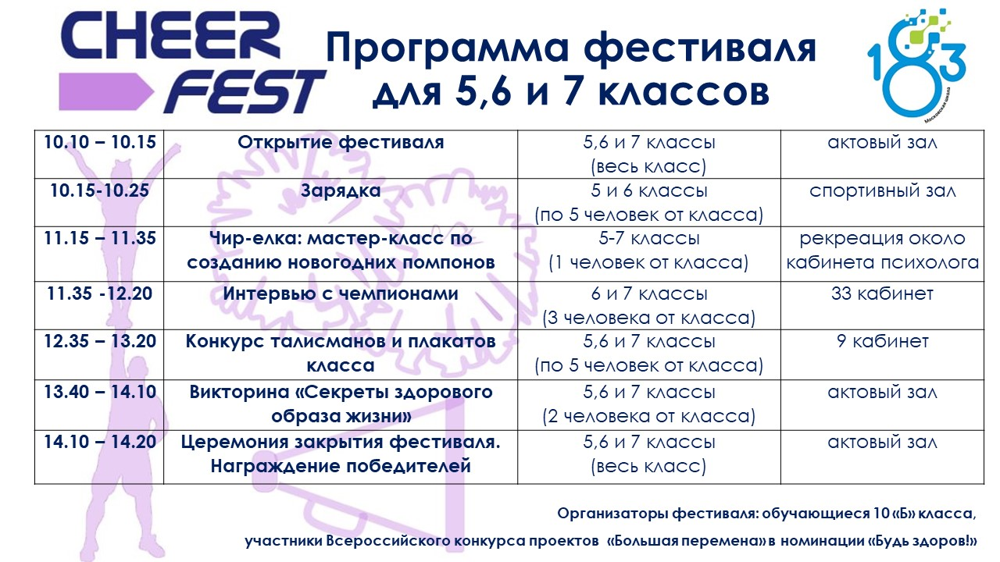 CHEER
FEST
Программа фестиваля
для 5,6 и 7 классов
183
Московская школа
10.10 – 10.15 Открытие фестиваля 5,6 и 7 классы актовый зал
(весь класс)
10.15-10.25 Зарядка 5 и 6 классы спортивный зал
(по 5 человек от класса)
11.15 – 11.35 Чир-елка: мастер-класс по 5-7 классы рекреация около
созданию новогодних помпонов (1 человек от класса) кабинета психолога
11.35 -12.20 Интервью с чемпионами 6 и 7 классы 33 кабинет
(3 человека от класса)
12.35 – 13.20 Конкурс талисманов и плакатов 5,6 и 7 классы 9 кабинет
класса (по 5 человек от класса)
13.40 – 14.10 Викторина «Секреты здорового 5,6 и 7 классы актовый зал
образа жизни» (2 человека от класса)
14.10 – 14.20 Церемония закрытия фестиваля. 5,6 и 7 классы актовый зал
Награждение победителей (весь класс)
Организаторы фестиваля: обучающиеся 10 «Б» класса,
участники Всероссийского конкурса проектов «Большая перемена» в номинации «Будь здоров!»